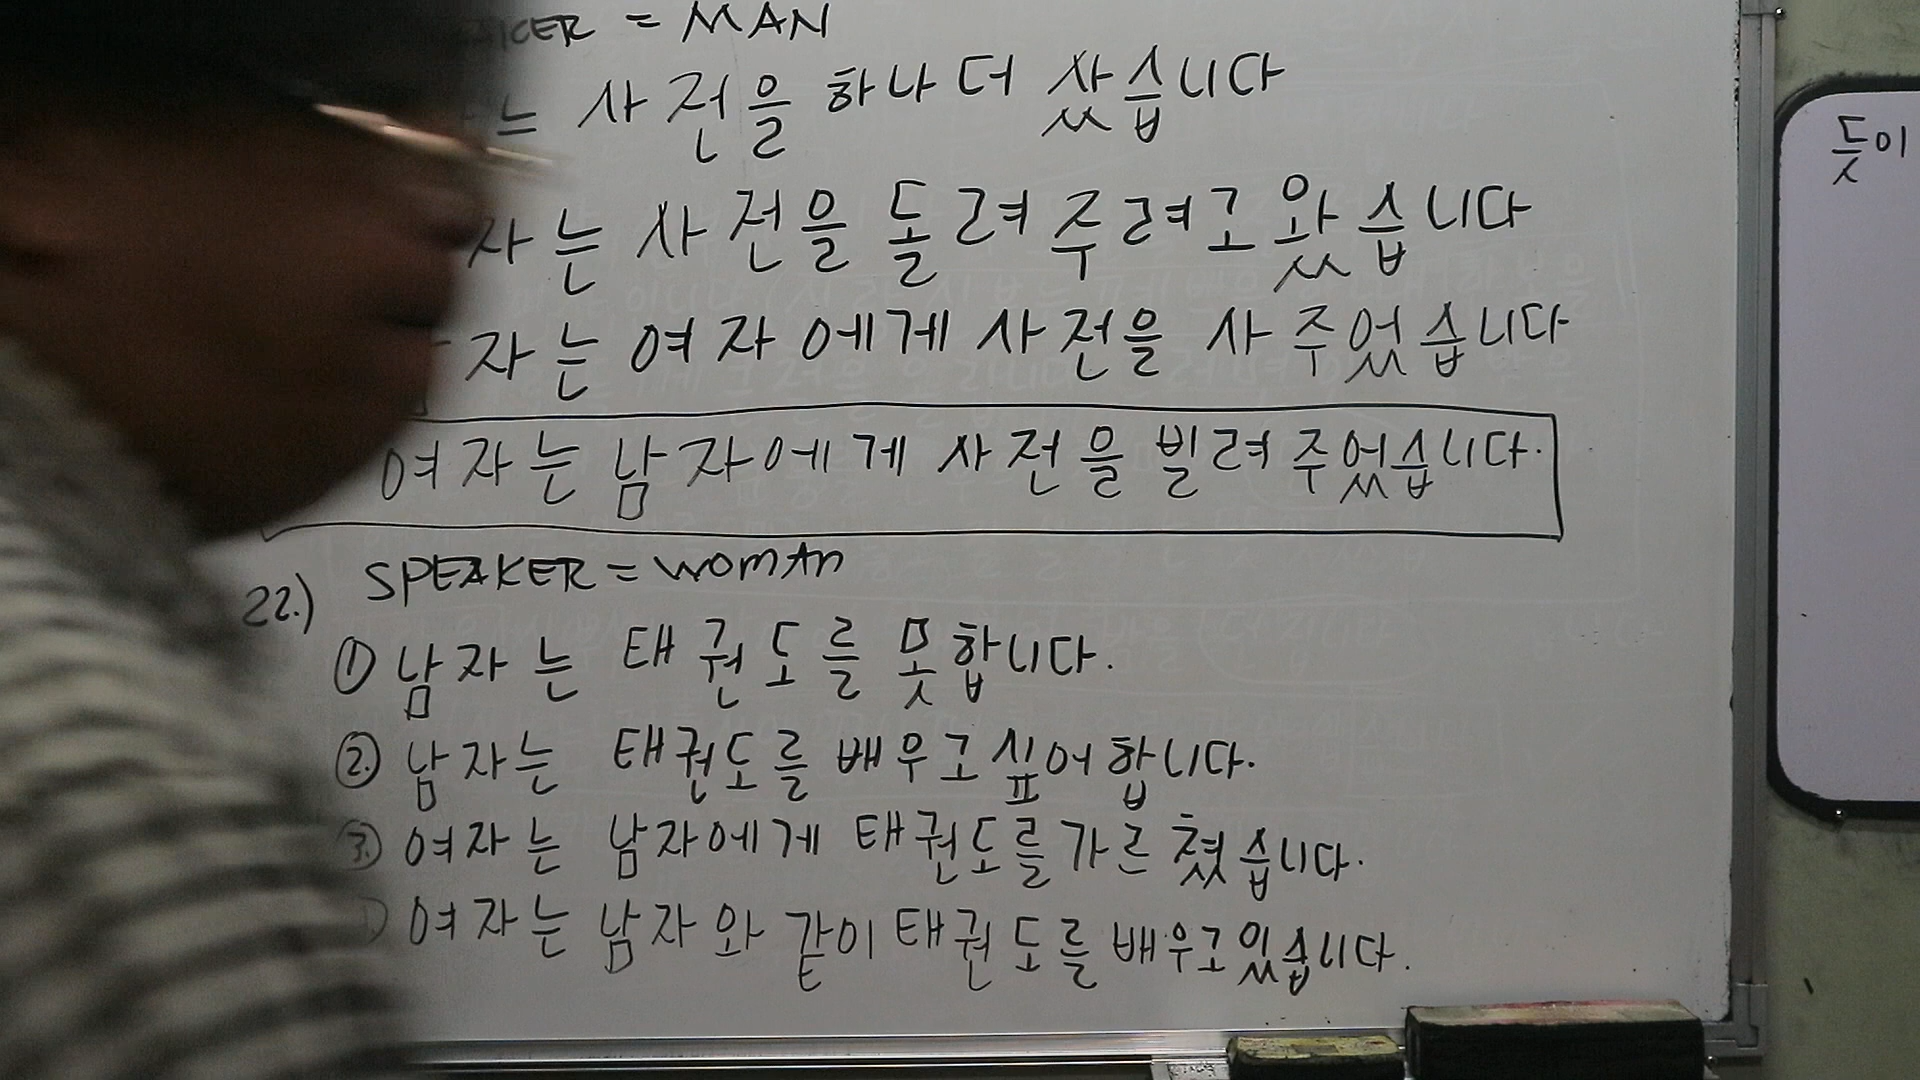 = MAN
는 사전을 하나 더 샀습니다
자는 사전을 돌려 주려고 왔습니다
자는 여자에게 사전을 사 주었습니다
여자는 남자에게 사전을 빌려 주었습니다.
22.) SPEAKER = WOMAN
① 남자는 태권도를 못합니다.
② 남자는 태권도를 배우고 싶어 합니다.
③ 여자는 남자에게 태권도를 가르쳤습니다.
여자는 남자와 같이 태권도를 배우고 있습니다.
듯이